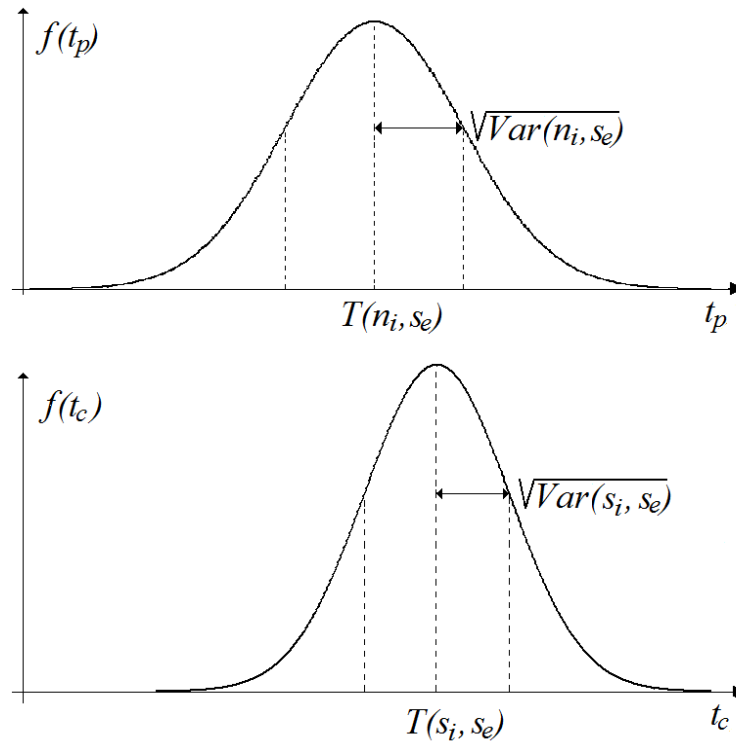 f(t_p)
√Var(n_i, s_e)
T(n_i, s_e)
t_p
f(t_c)
√Var(s_i, s_e)
T(s_i, s_e)
t_c